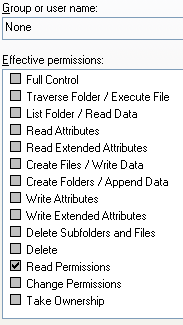 Group or user name:
None
Effective permissions:
Full Control
Traverse Folder / Execute File
List Folder / Read Data
Read Attributes
Read Extended Attributes
Create Files / Write Data
Create Folders / Append Data
Write Attributes
Write Extended Attributes
Delete Subfolders and Files
Delete
Read Permissions
Change Permissions
Take Ownership